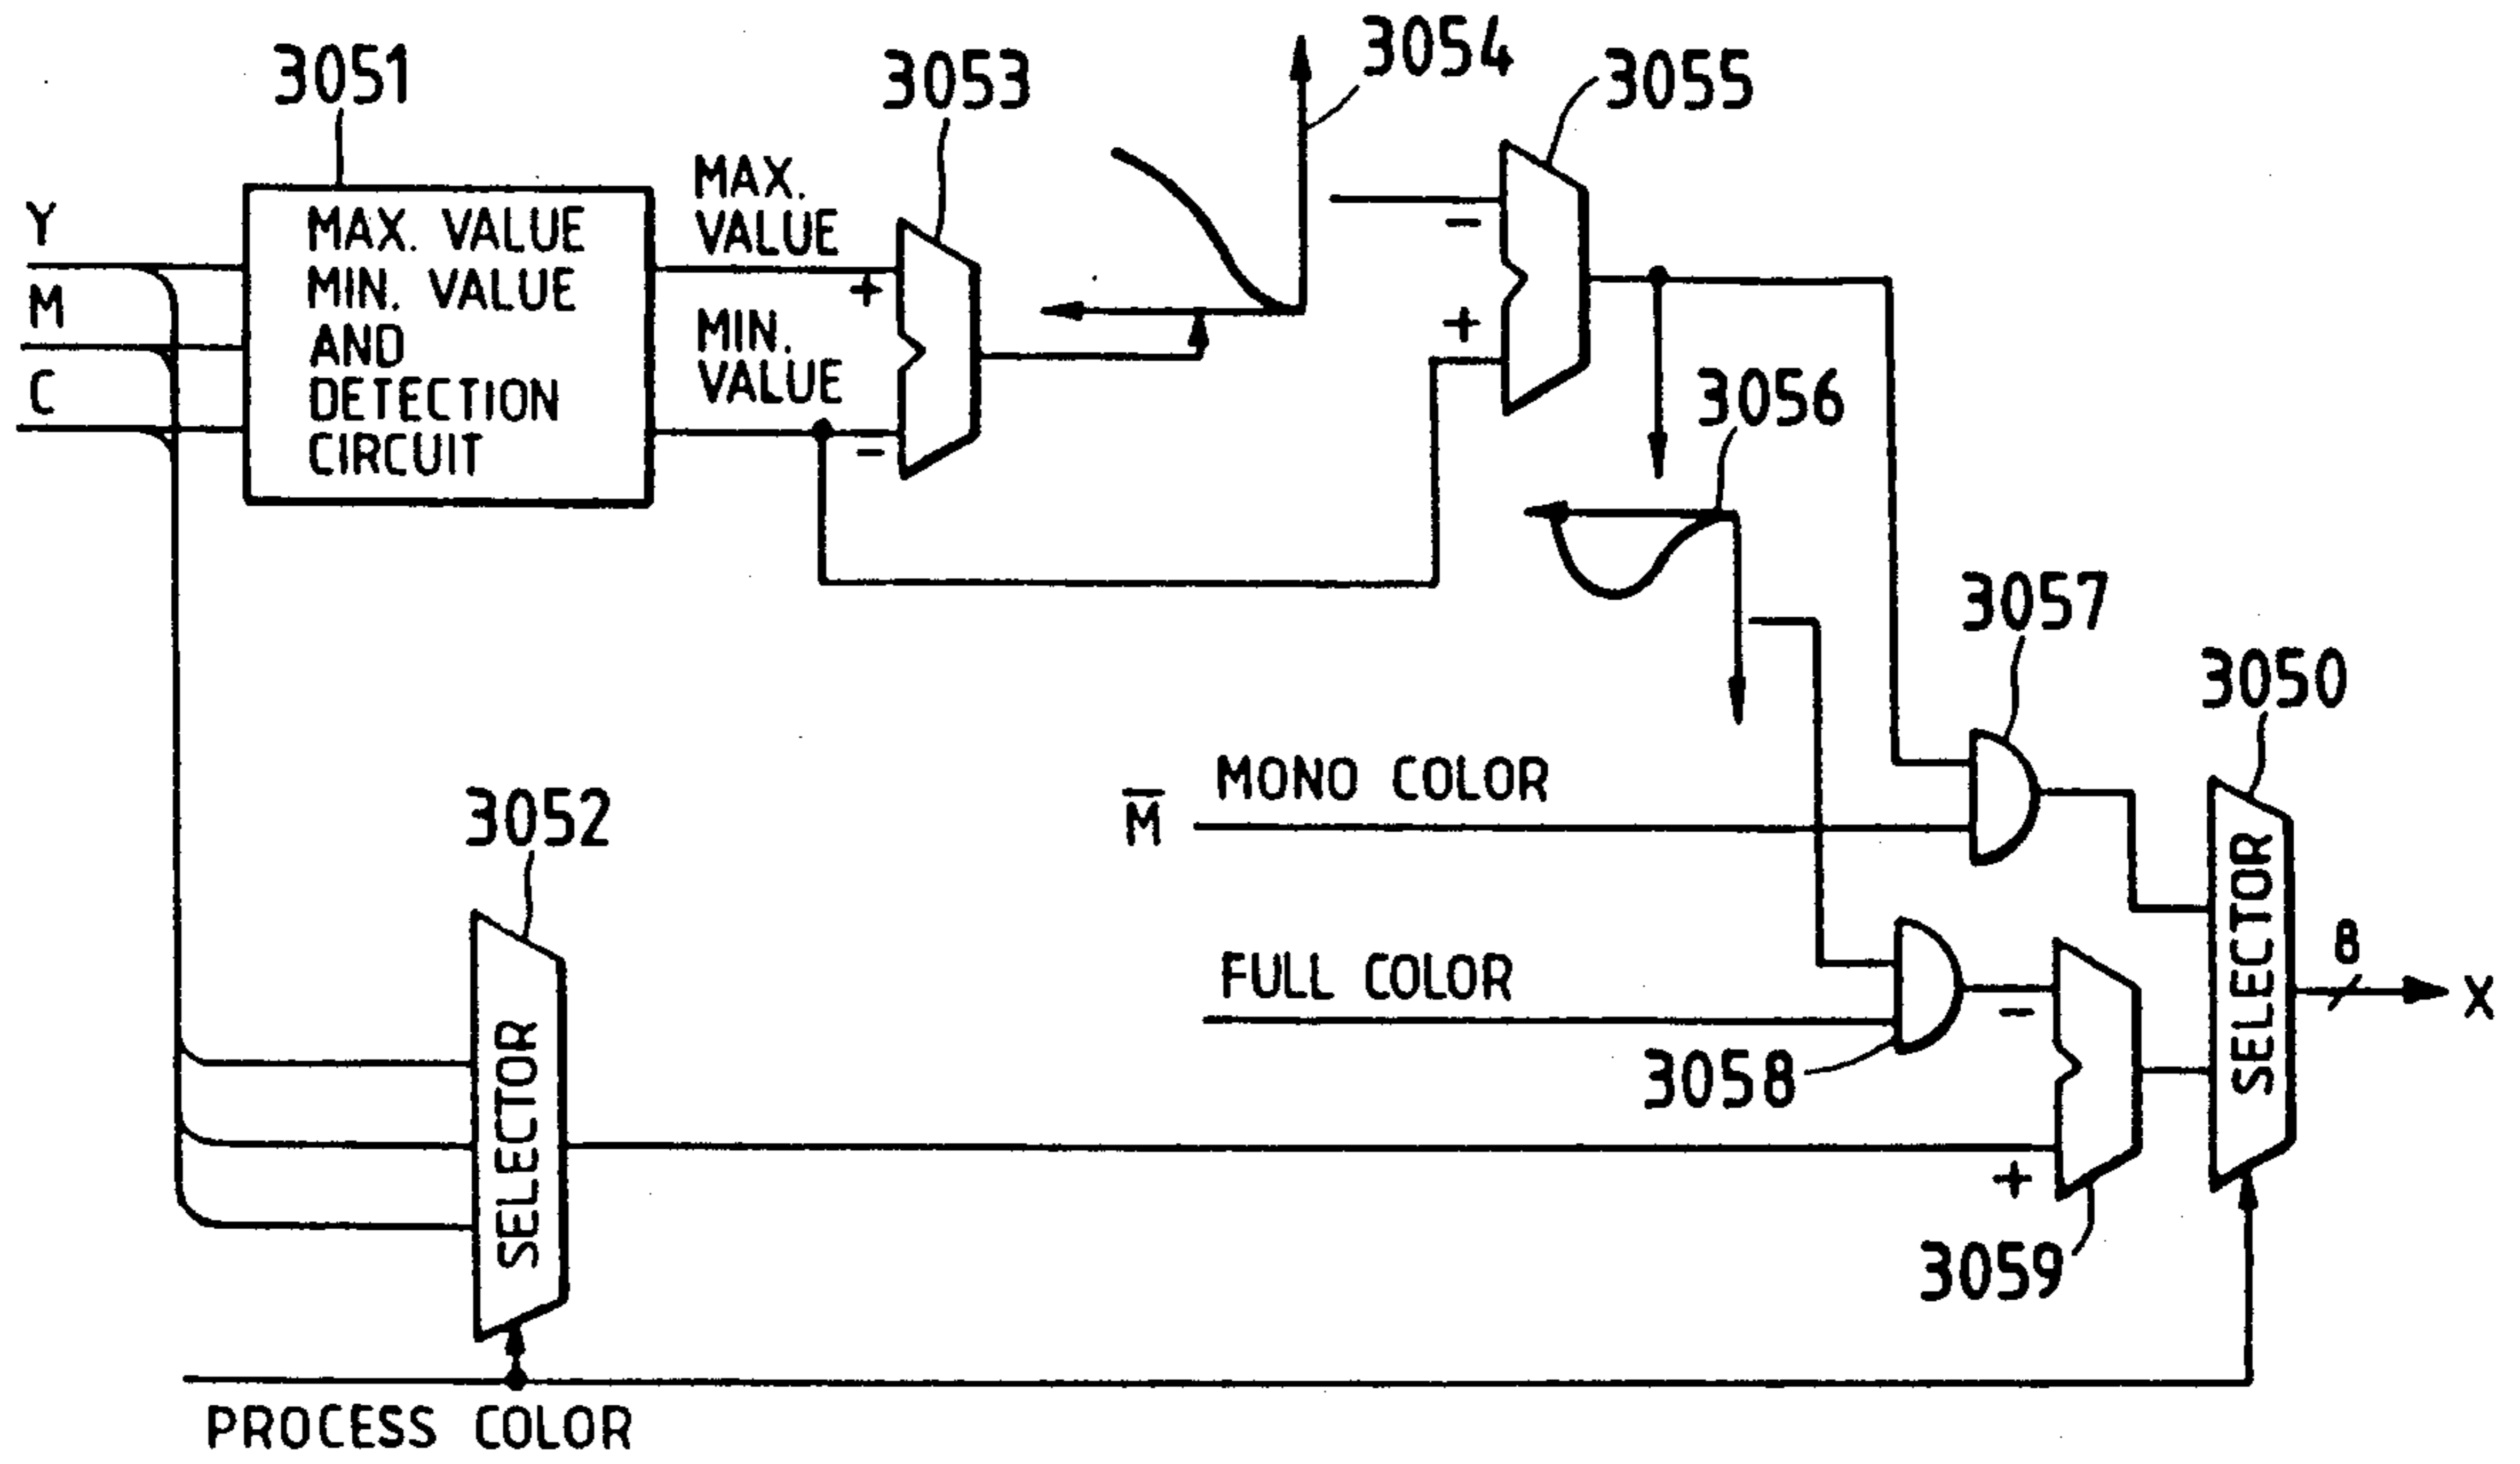 3051
3053
3054
3055
Y
M
C
MAX. VALUE
MIN. VALUE
AND
DETECTION
CIRCUIT
MAX.
VALUE
+
MIN.
VALUE
-
-
+
3056
3057
3050
3052
M̅
MONO COLOR
FULL COLOR
3058
-
+
3059
SELECTOR
SELECTOR
8
X
PROCESS COLOR